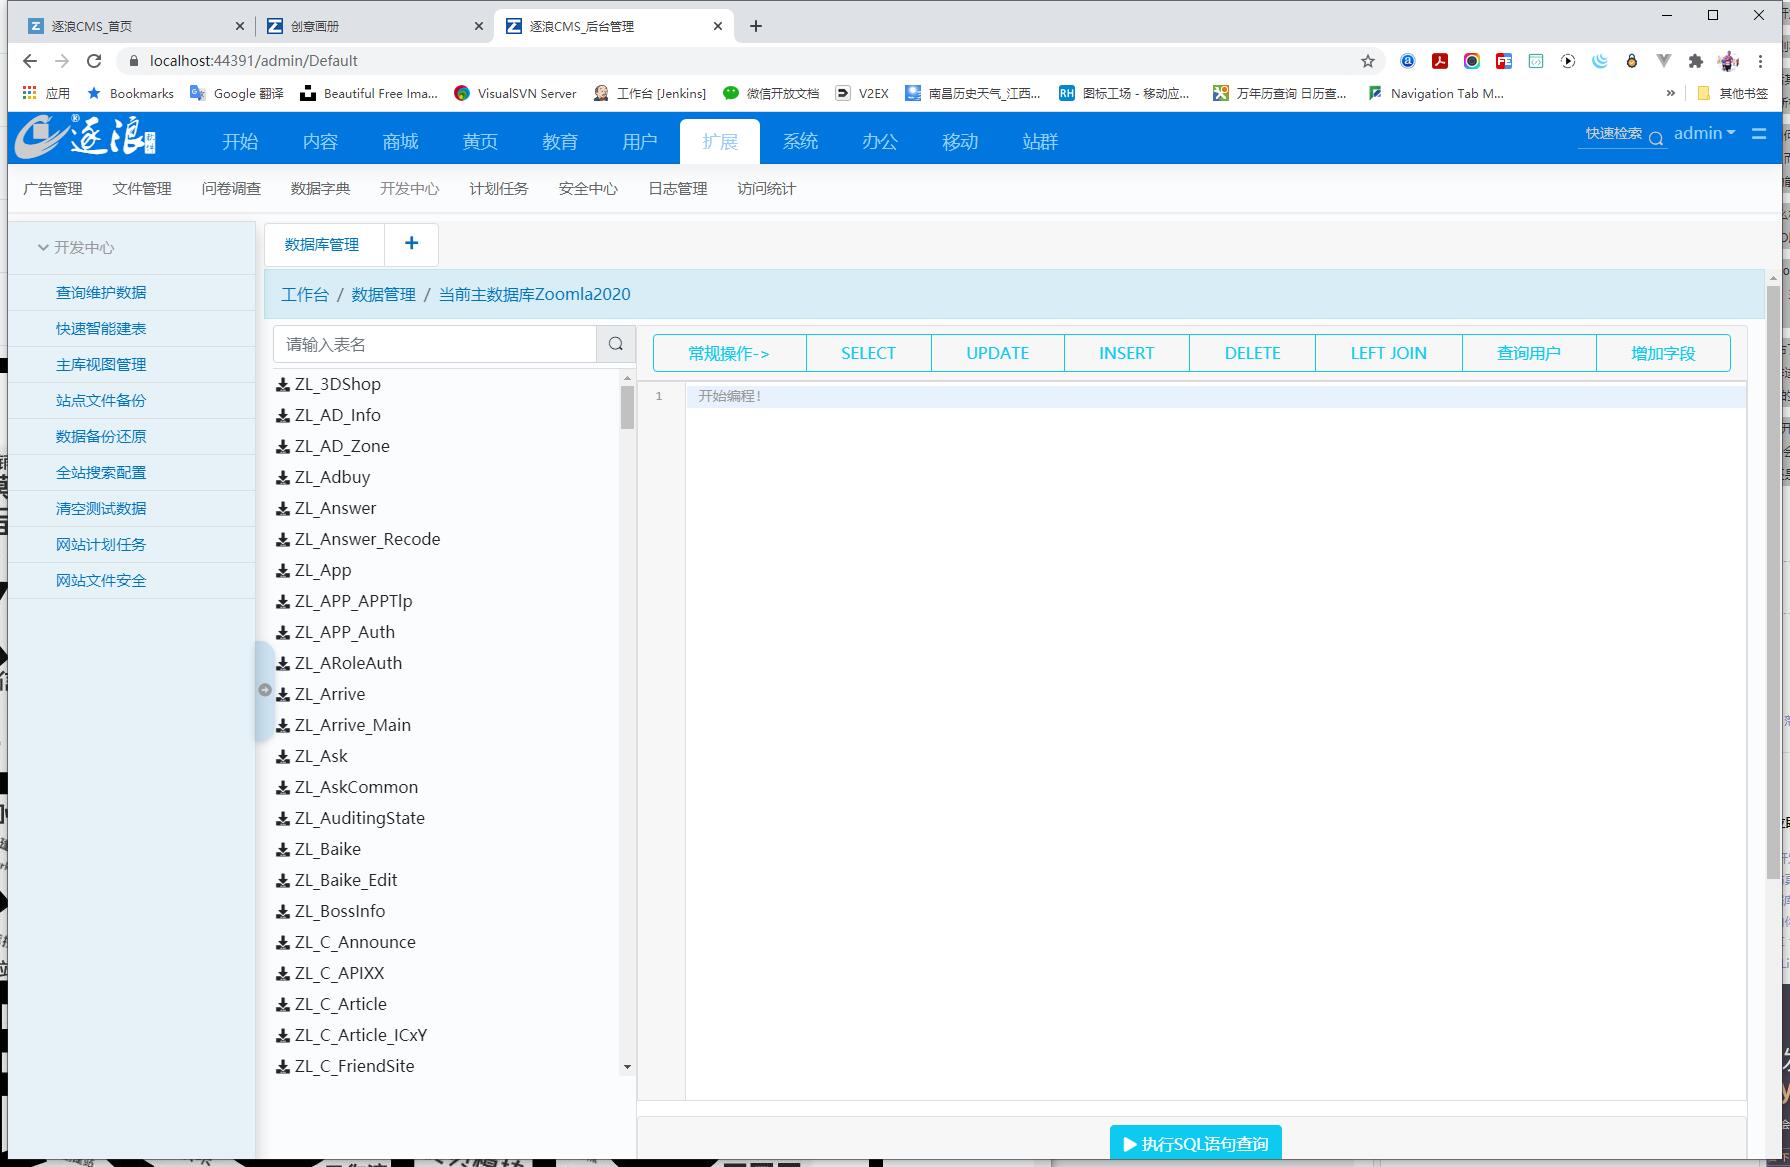 逐浪CMS_首页
创意画册
逐浪CMS_后台管理
localhost:44391/admin/Default
应用 Bookmarks Google 翻译 Beautiful Free Ima... VisualSVN Server 工作台 [Jenkins] 微信开放文档 V2EX 南昌历史天气_江西... 图标工场 - 移动应... 万年历查询 日历查... Navigation Tab M... » 其他书签
逐浪 开始 内容 商城 黄页 教育 用户 扩展 系统 办公 移动 站群 快速检索 admin
广告管理 文件管理 问卷调查 数据字典 开发中心 计划任务 安全中心 日志管理 访问统计
开发中心
查询维护数据
快速智能建表
主库视图管理
站点文件备份
数据备份还原
全站搜索配置
清空测试数据
网站计划任务
网站文件安全
数据库管理 +
工作台 / 数据管理 / 当前主数据库Zoomla2020
请输入表名
ZL_3DShop
ZL_AD_Info
ZL_AD_Zone
ZL_Adbuy
ZL_Answer
ZL_Answer_Recode
ZL_App
ZL_APP_APPTlp
ZL_APP_Auth
ZL_ARoleAuth
ZL_Arrive
ZL_Arrive_Main
ZL_Ask
ZL_AskCommon
ZL_AuditingState
ZL_Baike
ZL_Baike_Edit
ZL_BossInfo
ZL_C_Announce
ZL_C_APIXX
ZL_C_Article
ZL_C_Article_ICxY
ZL_C_FriendSite
常规操作-> SELECT UPDATE INSERT DELETE LEFT JOIN 查询用户 增加字段
1 开始编程!
执行SQL语句查询